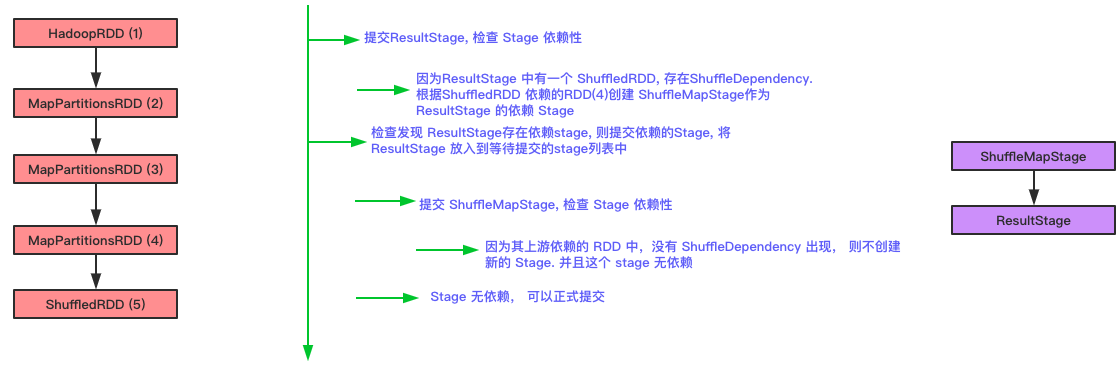 HadoopRDD (1)
MapPartitionsRDD (2)
MapPartitionsRDD (3)
MapPartitionsRDD (4)
ShuffledRDD (5)
提交ResultStage, 检查 Stage 依赖性
因为ResultStage 中有一个 ShuffledRDD, 存在ShuffleDependency.
根据ShuffledRDD 依赖的RDD(4)创建 ShuffleMapStage作为
ResultStage 的依赖 Stage
检查发现 ResultStage存在依赖stage, 则提交依赖的Stage, 将
ResultStage 放入到等待提交的stage列表中
提交 ShuffleMapStage, 检查 Stage 依赖性
因为其上游依赖的 RDD 中，没有 ShuffleDependency 出现， 则不创建
新的 Stage. 并且这个 stage 无依赖
Stage 无依赖， 可以正式提交
ShuffleMapStage
ResultStage